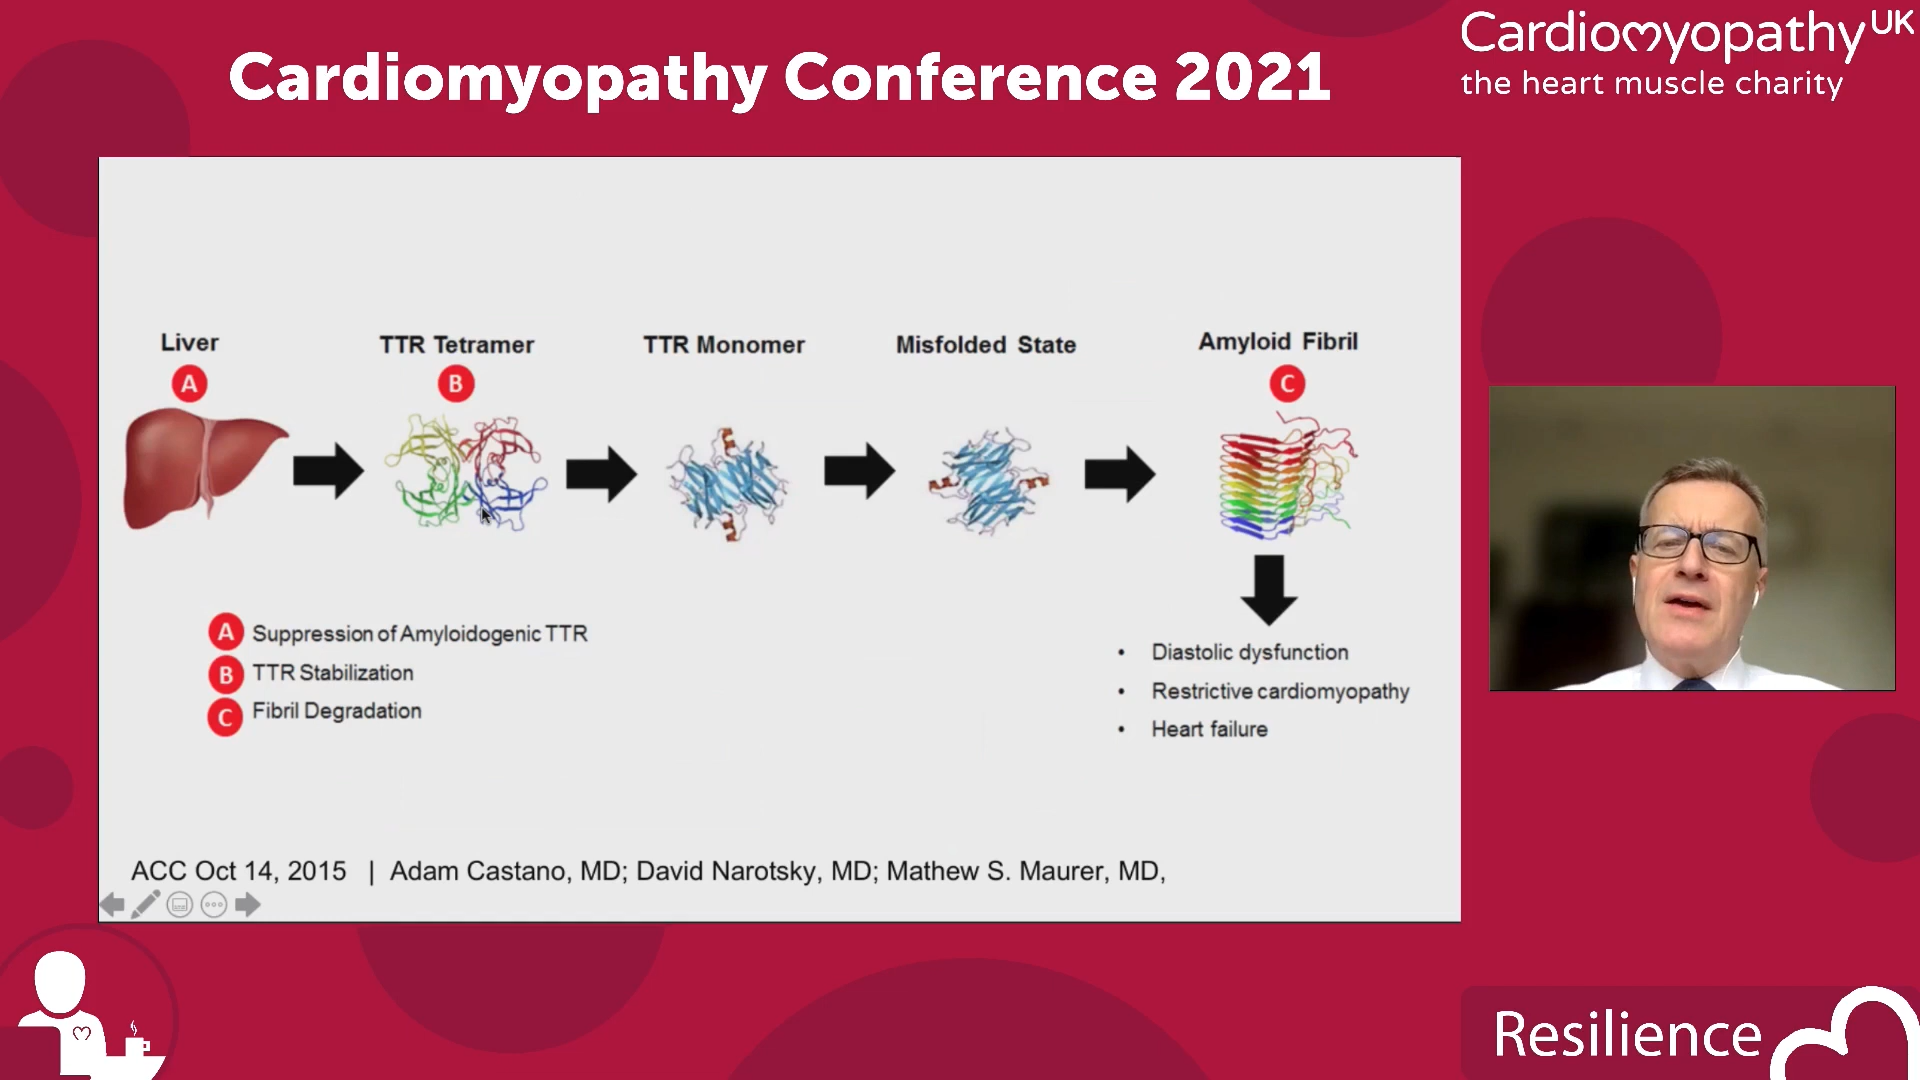 Cardiomyopathy Conference 2021
Cardiomyopathy UK
the heart muscle charity
Liver
TTR Tetramer
TTR Monomer
Misfolded State
Amyloid Fibril
A
B
C
A Suppression of Amyloidogenic TTR
B TTR Stabilization
C Fibril Degradation
• Diastolic dysfunction
• Restrictive cardiomyopathy
• Heart failure
ACC Oct 14, 2015 | Adam Castano, MD; David Narotsky, MD; Mathew S. Maurer, MD,
Resilience